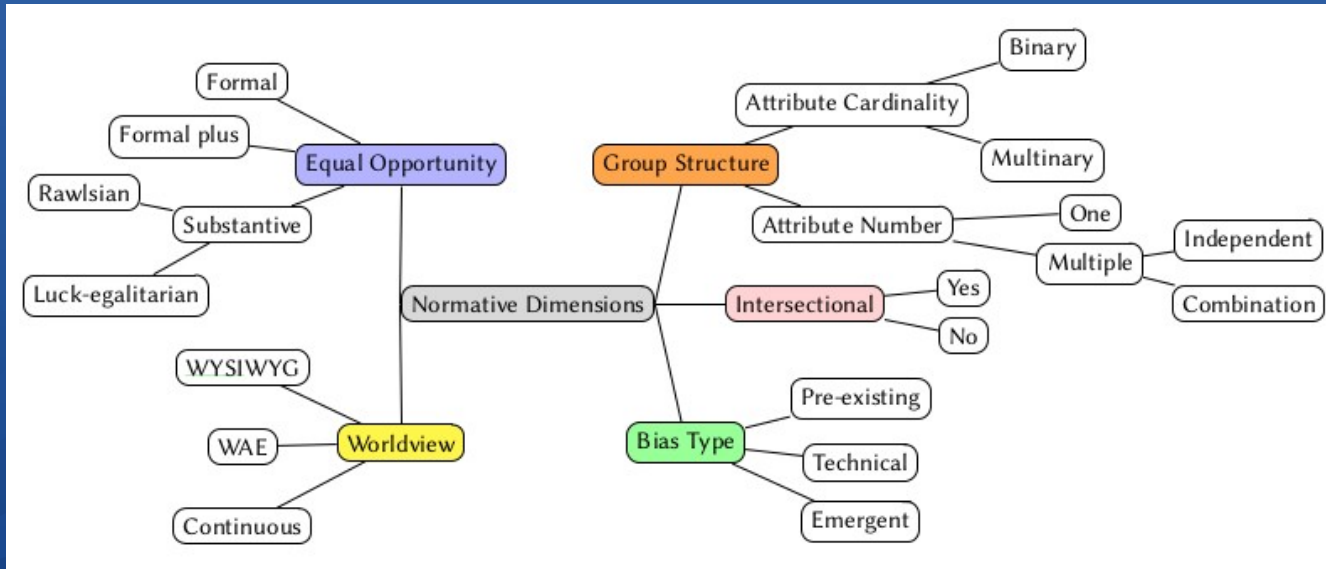 Binary
Formal
Attribute Cardinality
Formal plus
Equal Opportunity
Group Structure
Multinary
Rawlsian
Substantive
Attribute Number
One
Independent
Multiple
Luck-egalitarian
Normative Dimensions
Intersectional
Yes
Combination
No
WYSIWYG
Pre-existing
WAE
Worldview
Bias Type
Technical
Continuous
Emergent